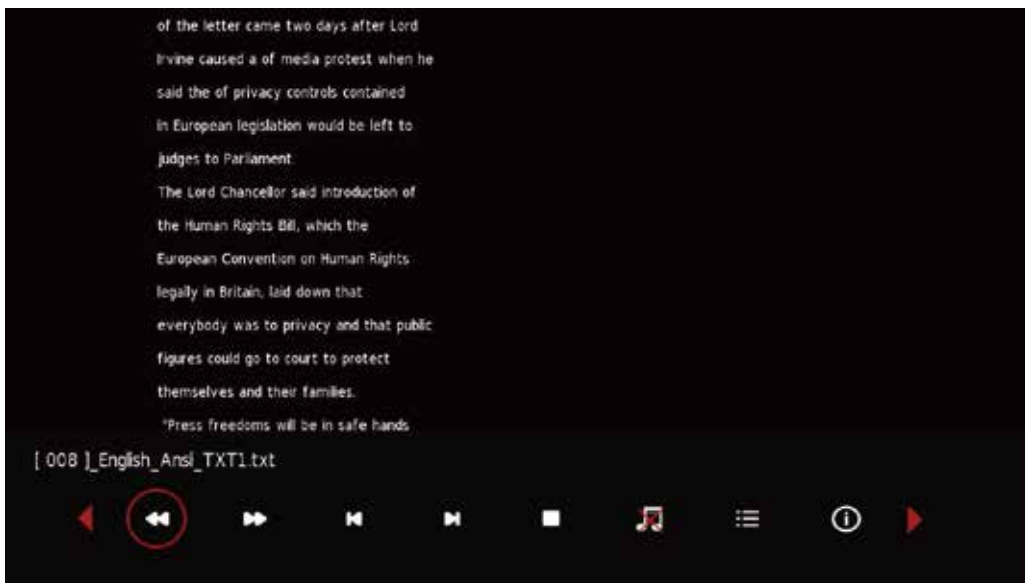 of the letter came two days after Lord
Irvine caused a of media protest when he
said the of privacy controls contained
in European legislation would be left to
judges to Parliament
The Lord Chancellor said introduction of
the Human Rights Bill, which the
European Convention on Human Rights
legally in Britain, laid down that
everybody was to privacy and that public
figures could go to court to protect
themselves and their families.
"Press freedoms will be in safe hands
[ 008 ]_English_Ansi_TXT1.txt